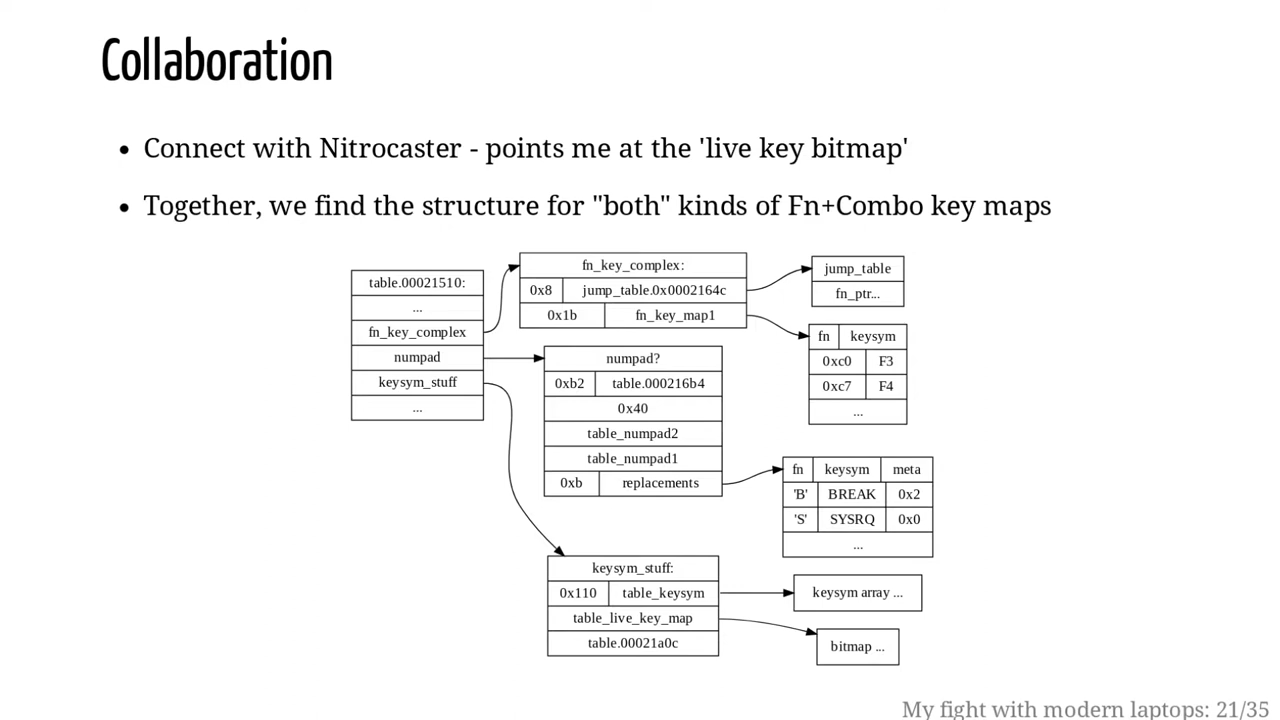 Collaboration
• Connect with Nitrocaster - points me at the 'live key bitmap'
• Together, we find the structure for "both" kinds of Fn+Combo key maps
table.00021510:
...
fn_key_complex
numpad
keysym_stuff
...
fn_key_complex:
0x8 jump_table.0x0002164c
0x1b fn_key_map1
jump_table
fn_ptr...
fn keysym
0xc0 F3
0xc7 F4
...
numpad?
0xb2 table.000216b4
0x40
table_numpad2
table_numpad1
0xb replacements
fn keysym meta
'B' BREAK 0x2
'S' SYSRQ 0x0
...
keysym_stuff:
0x110 table_keysym
table_live_key_map
table.00021a0c
keysym array ...
bitmap ...
My fight with modern laptops: 21/35